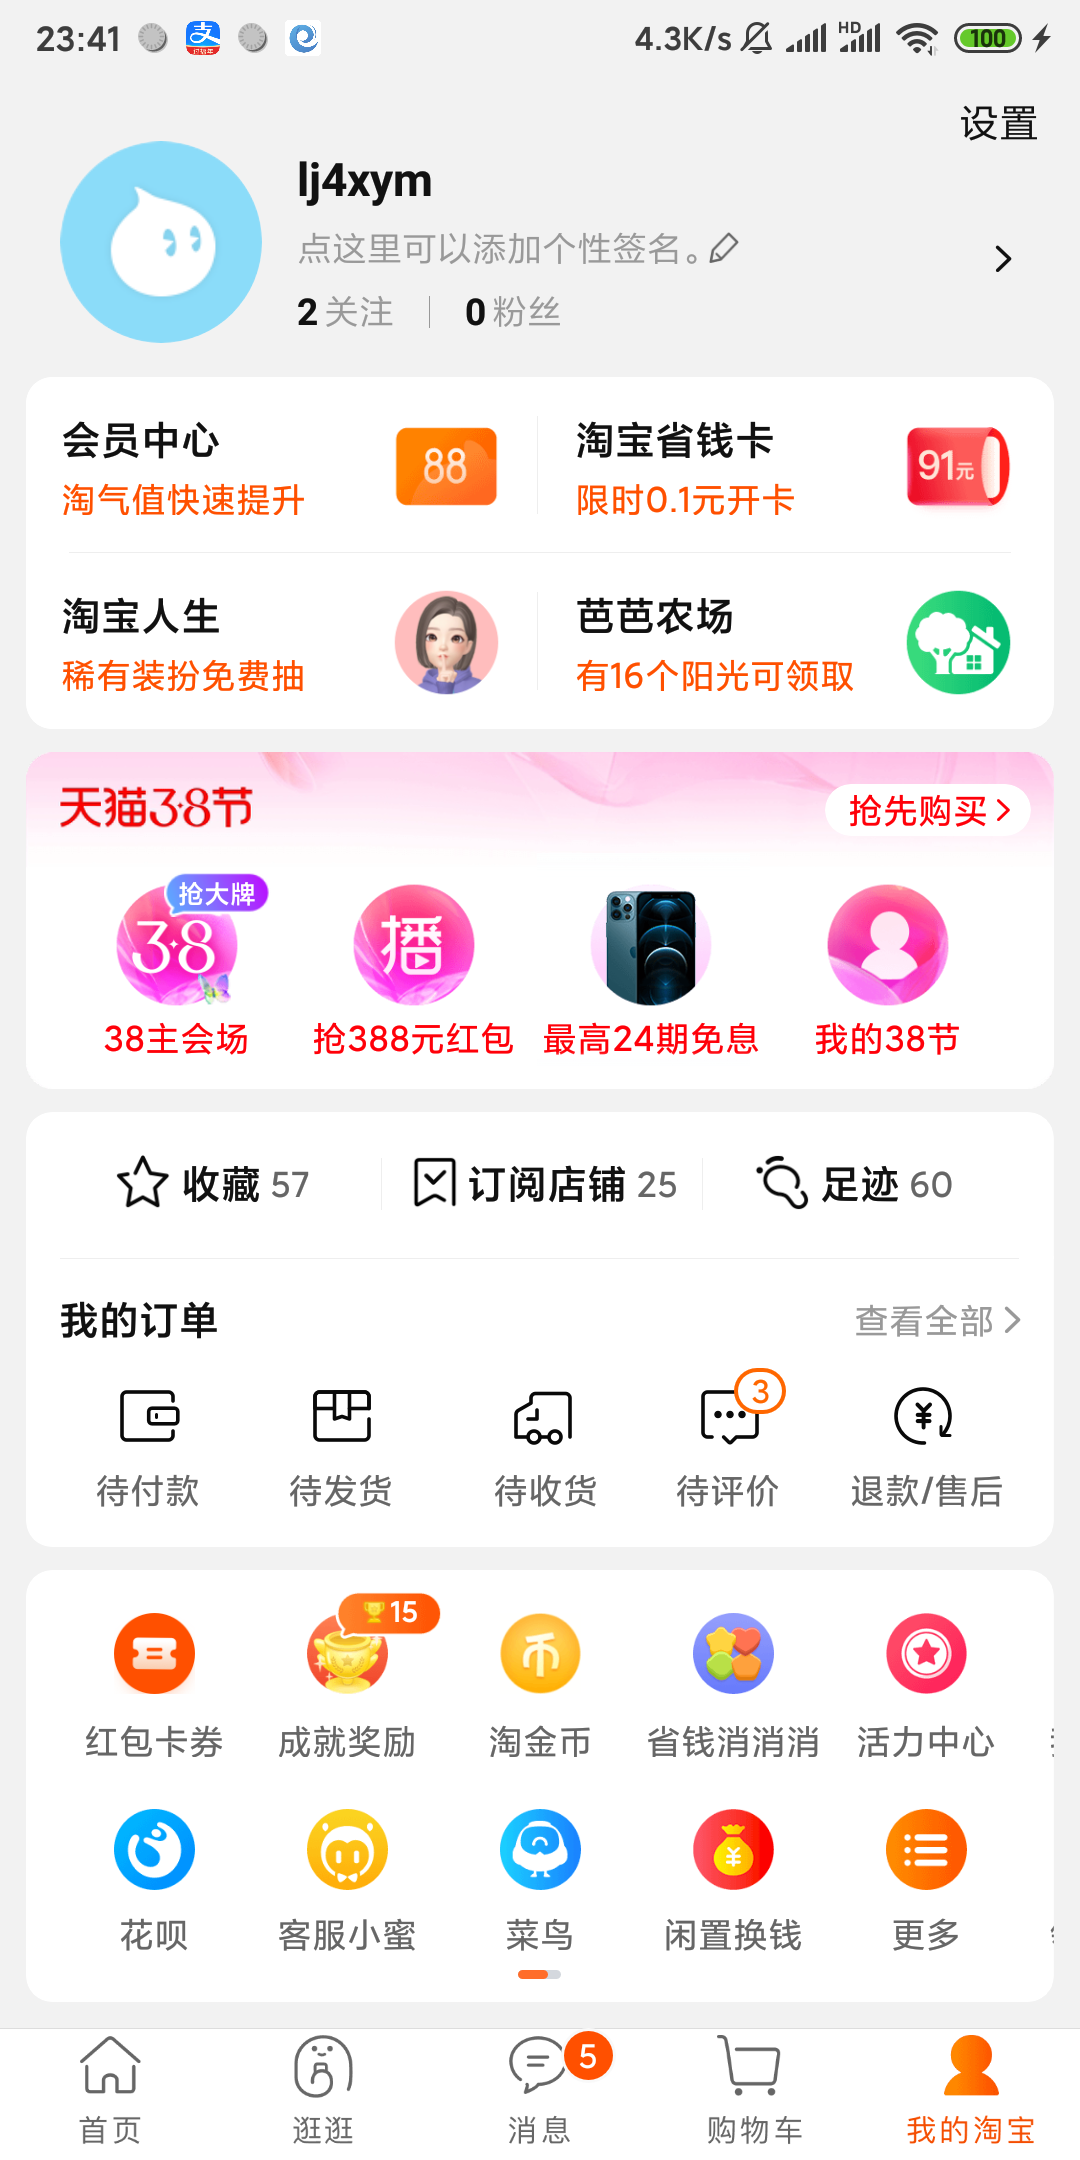 23:41
4.3K/s
HD
100
设置
lj4xym
点这里可以添加个性签名。
2 关注
0 粉丝
会员中心
淘气值快速提升
88
淘宝省钱卡
限时0.1元开卡
91元
淘宝人生
稀有装扮免费抽
芭芭农场
有16个阳光可领取
天猫3.8节
抢先购买
抢大牌
3·8
播
38主会场
抢388元红包
最高24期免息
我的38节
收藏 57
订阅店铺 25
足迹 60
我的订单
查看全部
3
待付款
待发货
待收货
待评价
退款/售后
15
红包卡券
成就奖励
淘金币
省钱消消消
活力中心
花呗
客服小蜜
菜鸟
闲置换钱
更多
5
首页
逛逛
消息
购物车
我的淘宝